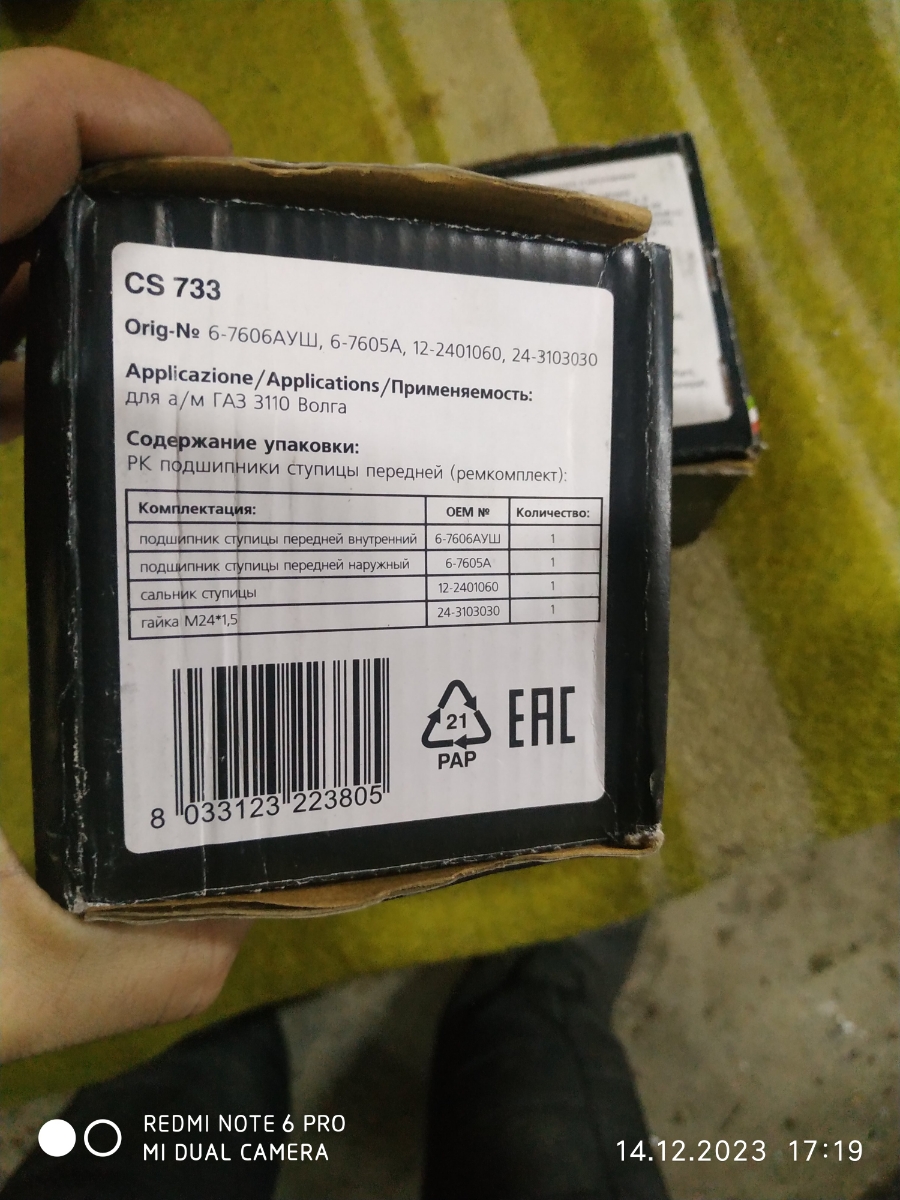 CS 733
Orig-№ 6-7606АУШ, 6-7605А, 12-2401060, 24-3103030
Applicazione/Applications/Применяемость:
для а/м ГАЗ 3110 Волга
Содержание упаковки:
РК подшипники ступицы передней (ремкомплект):
Комплектация: OEM № Количество:
подшипник ступицы передней внутренний 6-7606АУШ 1
подшипник ступицы передней наружный 6-7605А 1
сальник ступицы 12-2401060 1
гайка М24*1,5 24-3103030 1
21
PAP
EAC
8 033123 223805
REDMI NOTE 6 PRO
MI DUAL CAMERA
14.12.2023 17:19